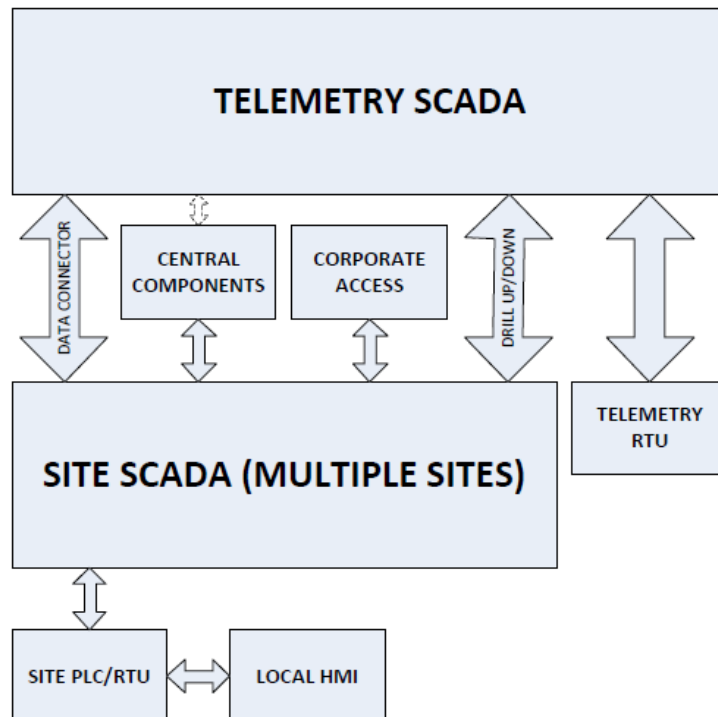 TELEMETRY SCADA
DATA CONNECTOR
CENTRAL
COMPONENTS
CORPORATE
ACCESS
DRILL UP/DOWN
TELEMETRY
RTU
SITE SCADA (MULTIPLE SITES)
SITE PLC/RTU
LOCAL HMI